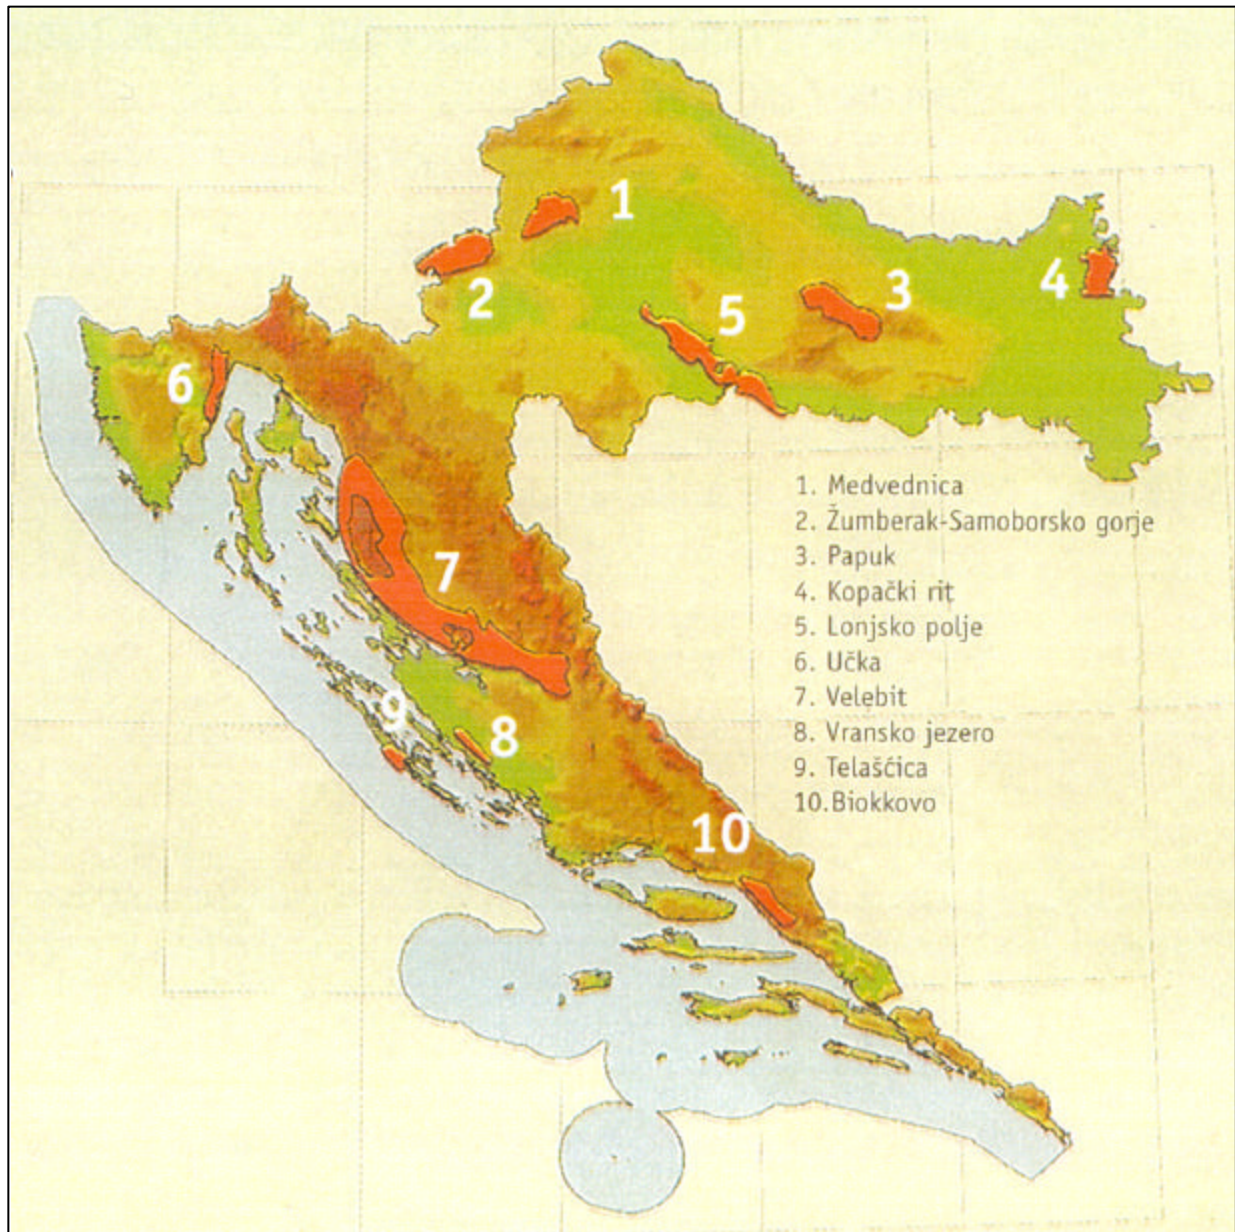 1
2
3
4
5
6
7
8
9
10
1. Medvednica
2. Žumberak-Samoborsko gorje
3. Papuk
4. Kopački rit
5. Lonjsko polje
6. Učka
7. Velebit
8. Vransko jezero
9. Telašćica
10.Biokkovo